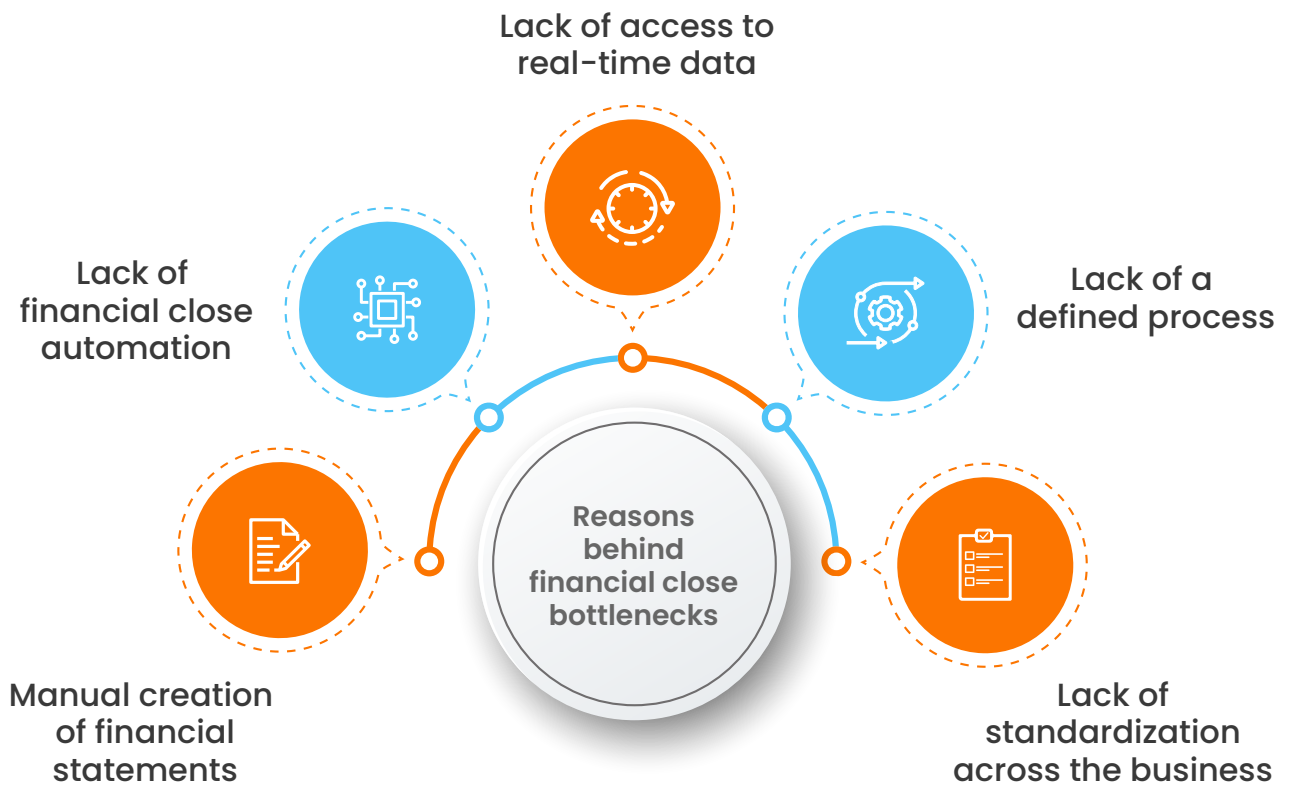 Lack of access to
real-time data
Lack of
financial close
automation
Lack of a
defined process
Reasons
behind
financial close
bottlenecks
Manual creation
of financial
statements
Lack of
standardization
across the business